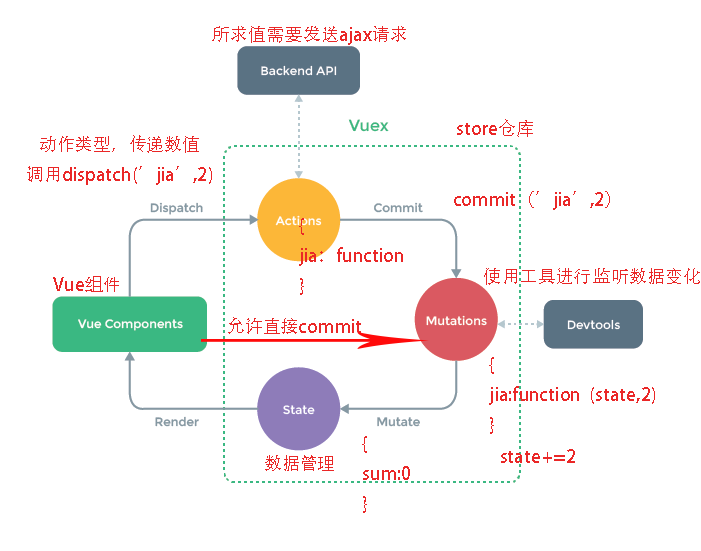 所求值需要发送ajax请求
Backend API
Vuex
store仓库
动作类型，传递数值
调用dispatch(’jia’,2)
Dispatch
Actions
Commit
commit（’jia’,2）
{
jia：function
}
Vue组件
使用工具进行监听数据变化
Vue Components
允许直接commit
Mutations
Devtools
{
jia:function（state,2)
}
state+=2
State
Render
Mutate
数据管理
{
sum:0
}